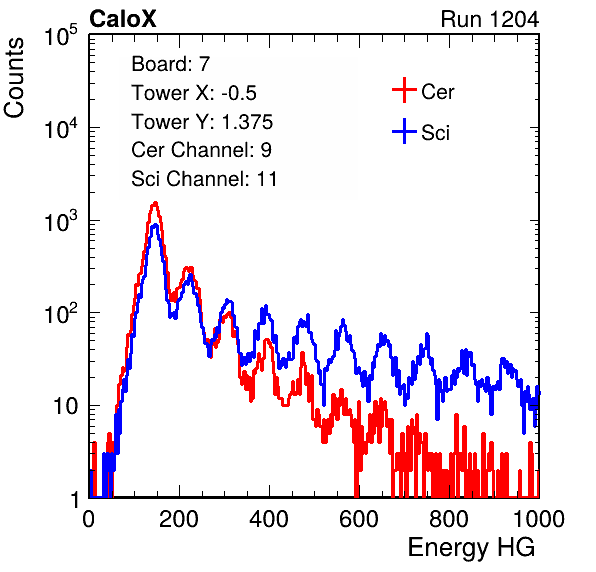 CaloX Run 1204
Counts
10^5
10^4
10^3
10^2
10
1
Board: 7
Tower X: -0.5
Tower Y: 1.375
Cer Channel: 9
Sci Channel: 11
Cer
Sci
0 200 400 600 800 1000
Energy HG